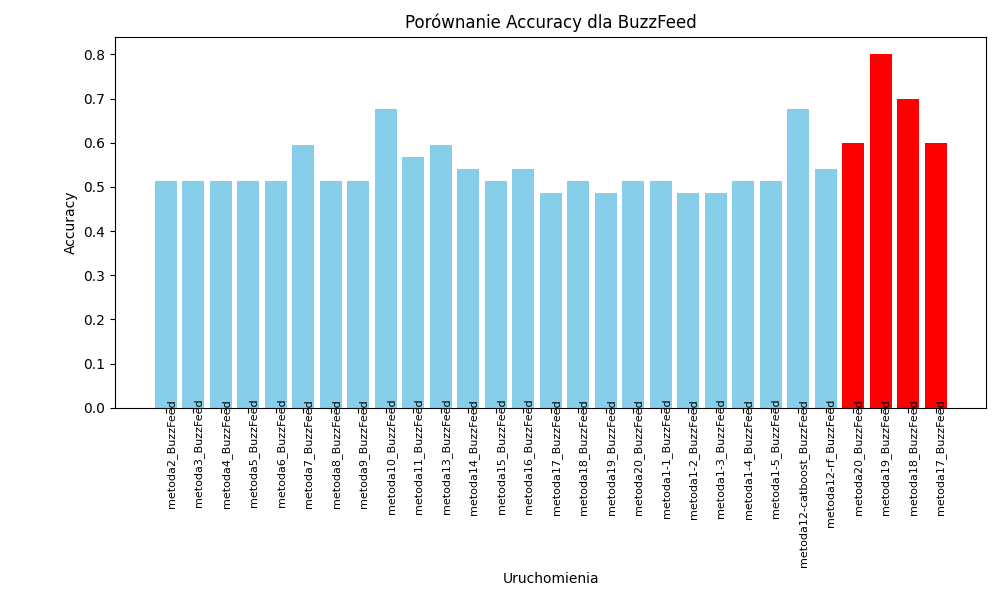 Porównanie Accuracy dla BuzzFeed
Accuracy
0.8
0.7
0.6
0.5
0.4
0.3
0.2
0.1
0.0
metoda2_BuzzFeed
metoda3_BuzzFeed
metoda4_BuzzFeed
metoda5_BuzzFeed
metoda6_BuzzFeed
metoda7_BuzzFeed
metoda8_BuzzFeed
metoda9_BuzzFeed
metoda10_BuzzFeed
metoda11_BuzzFeed
metoda13_BuzzFeed
metoda14_BuzzFeed
metoda15_BuzzFeed
metoda16_BuzzFeed
metoda17_BuzzFeed
metoda18_BuzzFeed
metoda19_BuzzFeed
metoda20_BuzzFeed
metoda1-1_BuzzFeed
metoda1-2_BuzzFeed
metoda1-3_BuzzFeed
metoda1-4_BuzzFeed
metoda1-5_BuzzFeed
metoda12-catboost_BuzzFeed
metoda12-rf_BuzzFeed
metoda20_BuzzFeed
metoda19_BuzzFeed
metoda18_BuzzFeed
metoda17_BuzzFeed
Uruchomienia